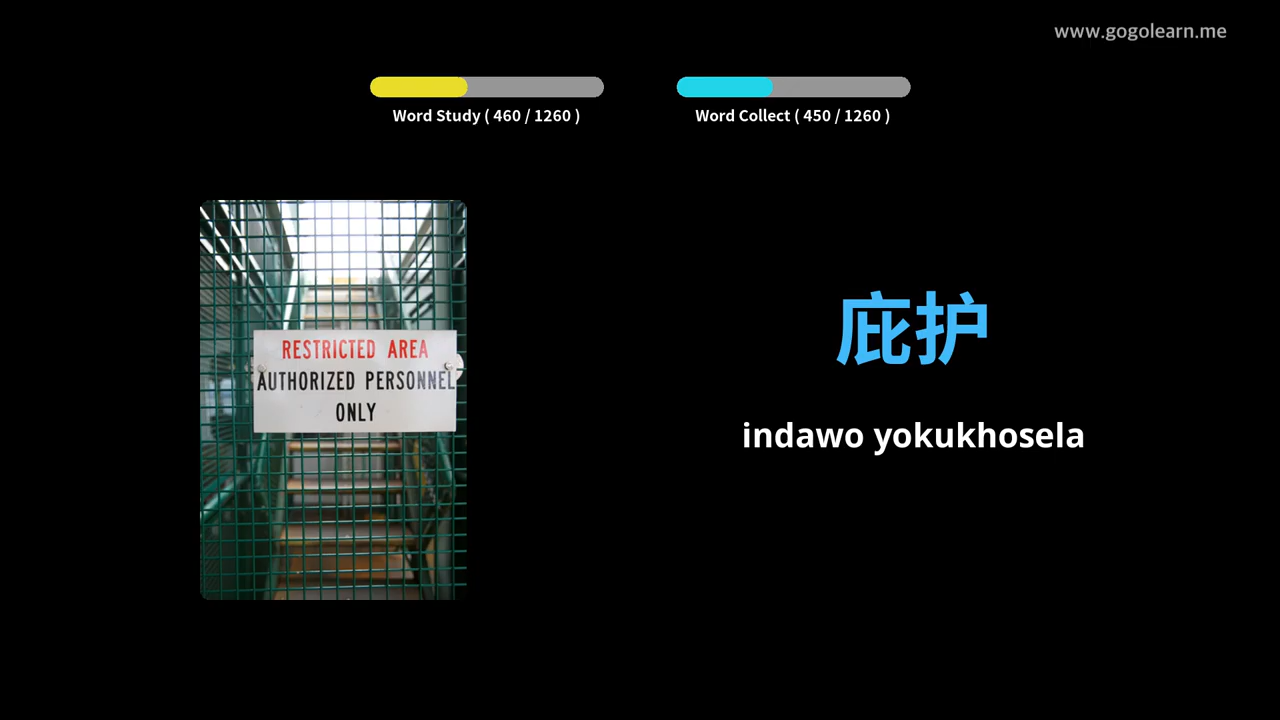 www.gogolearn.me
Word Study ( 460 / 1260 )
Word Collect ( 450 / 1260 )
RESTRICTED AREA
AUTHORIZED PERSONNEL
ONLY
庇护
indawo yokukhosela